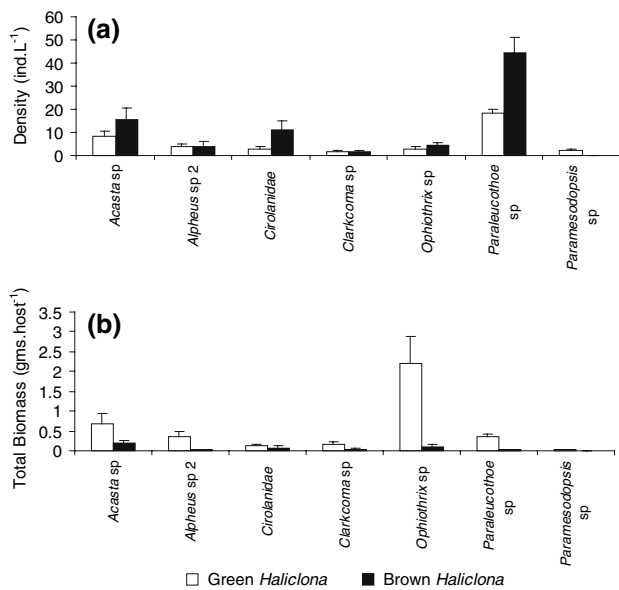 (a)
Density (ind.L⁻¹)
60
50
40
30
20
10
0
Acasta sp
Alpheus sp 2
Cirolanidae
Clarkcoma sp
Ophiothrix sp
Paraleucothoe
sp
Paramesodopsis
sp
(b)
Total Biomass (gms.host⁻¹)
3.5
3
2.5
2
1.5
1
0.5
0
Acasta sp
Alpheus sp 2
Cirolanidae
Clarkcoma sp
Ophiothrix sp
Paraleucothoe
sp
Paramesodopsis
sp
Green Haliclona
Brown Haliclona